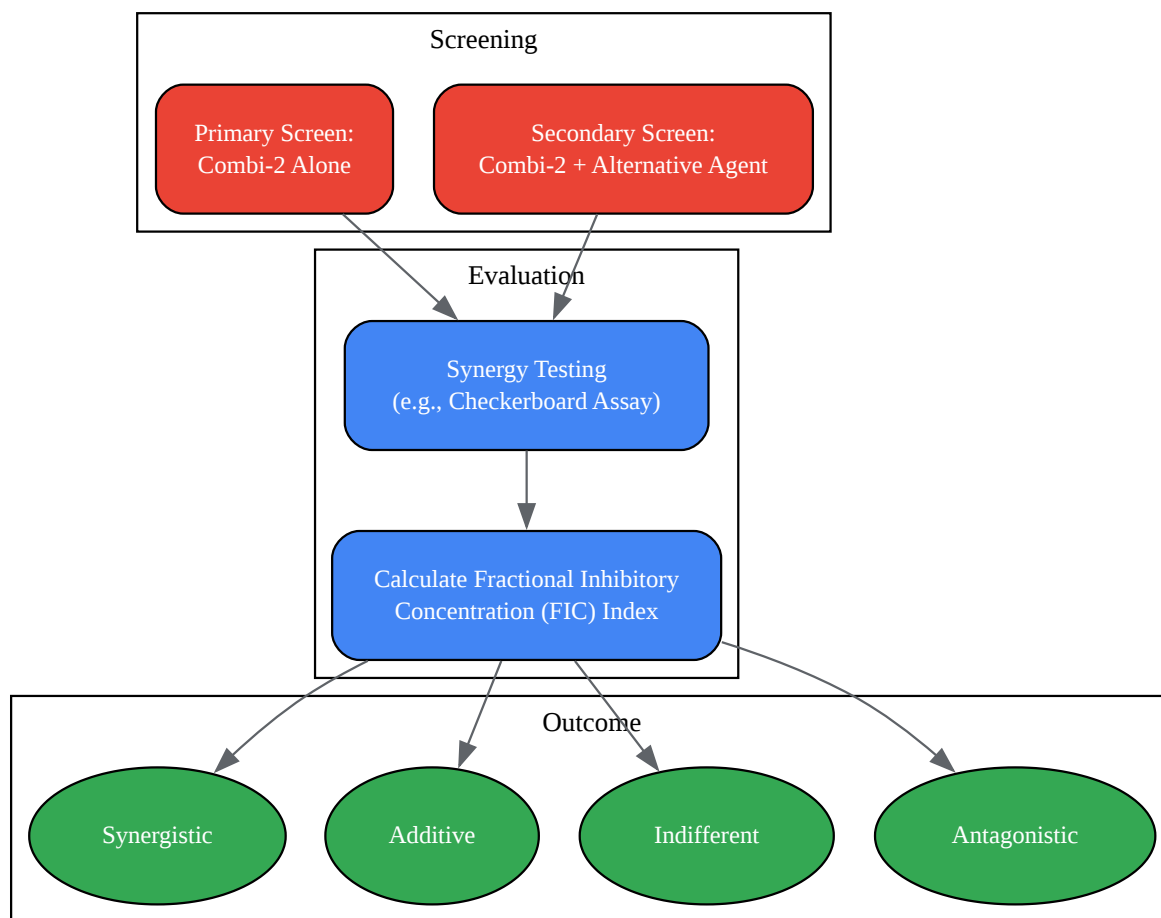 Screening
Primary Screen:
Combi-2 Alone
Secondary Screen:
Combi-2 + Alternative Agent
Evaluation
Synergy Testing
(e.g., Checkerboard Assay)
Calculate Fractional Inhibitory
Concentration (FIC) Index
Outcome
Synergistic
Additive
Indifferent
Antagonistic